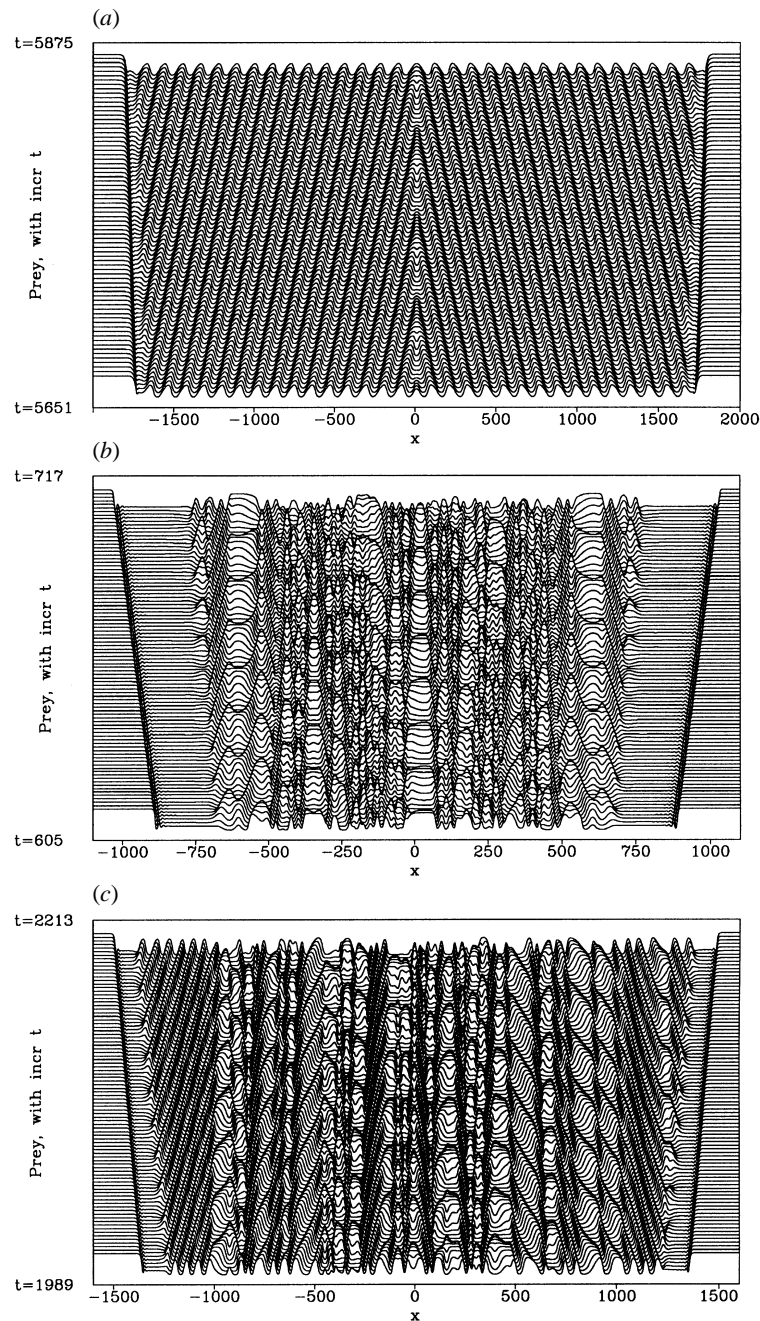 (a)
t=5875
Prey, with incr t
t=5651
−1500 −1000 −500 0 500 1000 1500 2000
x
(b)
t=717
Prey, with incr t
t=605
−1000 −750 −500 −250 0 250 500 750 1000
x
(c)
t=2213
Prey, with incr t
t=1989
−1500 −1000 −500 0 500 1000 1500
x